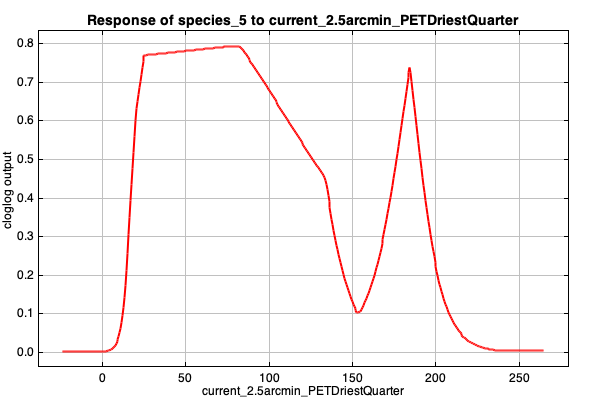 Response of species_5 to current_2.5arcmin_PETDriestQuarter
0.8
0.7
0.6
0.5
0.4
0.3
0.2
0.1
0.0
cloglog output
0 50 100 150 200 250
current_2.5arcmin_PETDriestQuarter